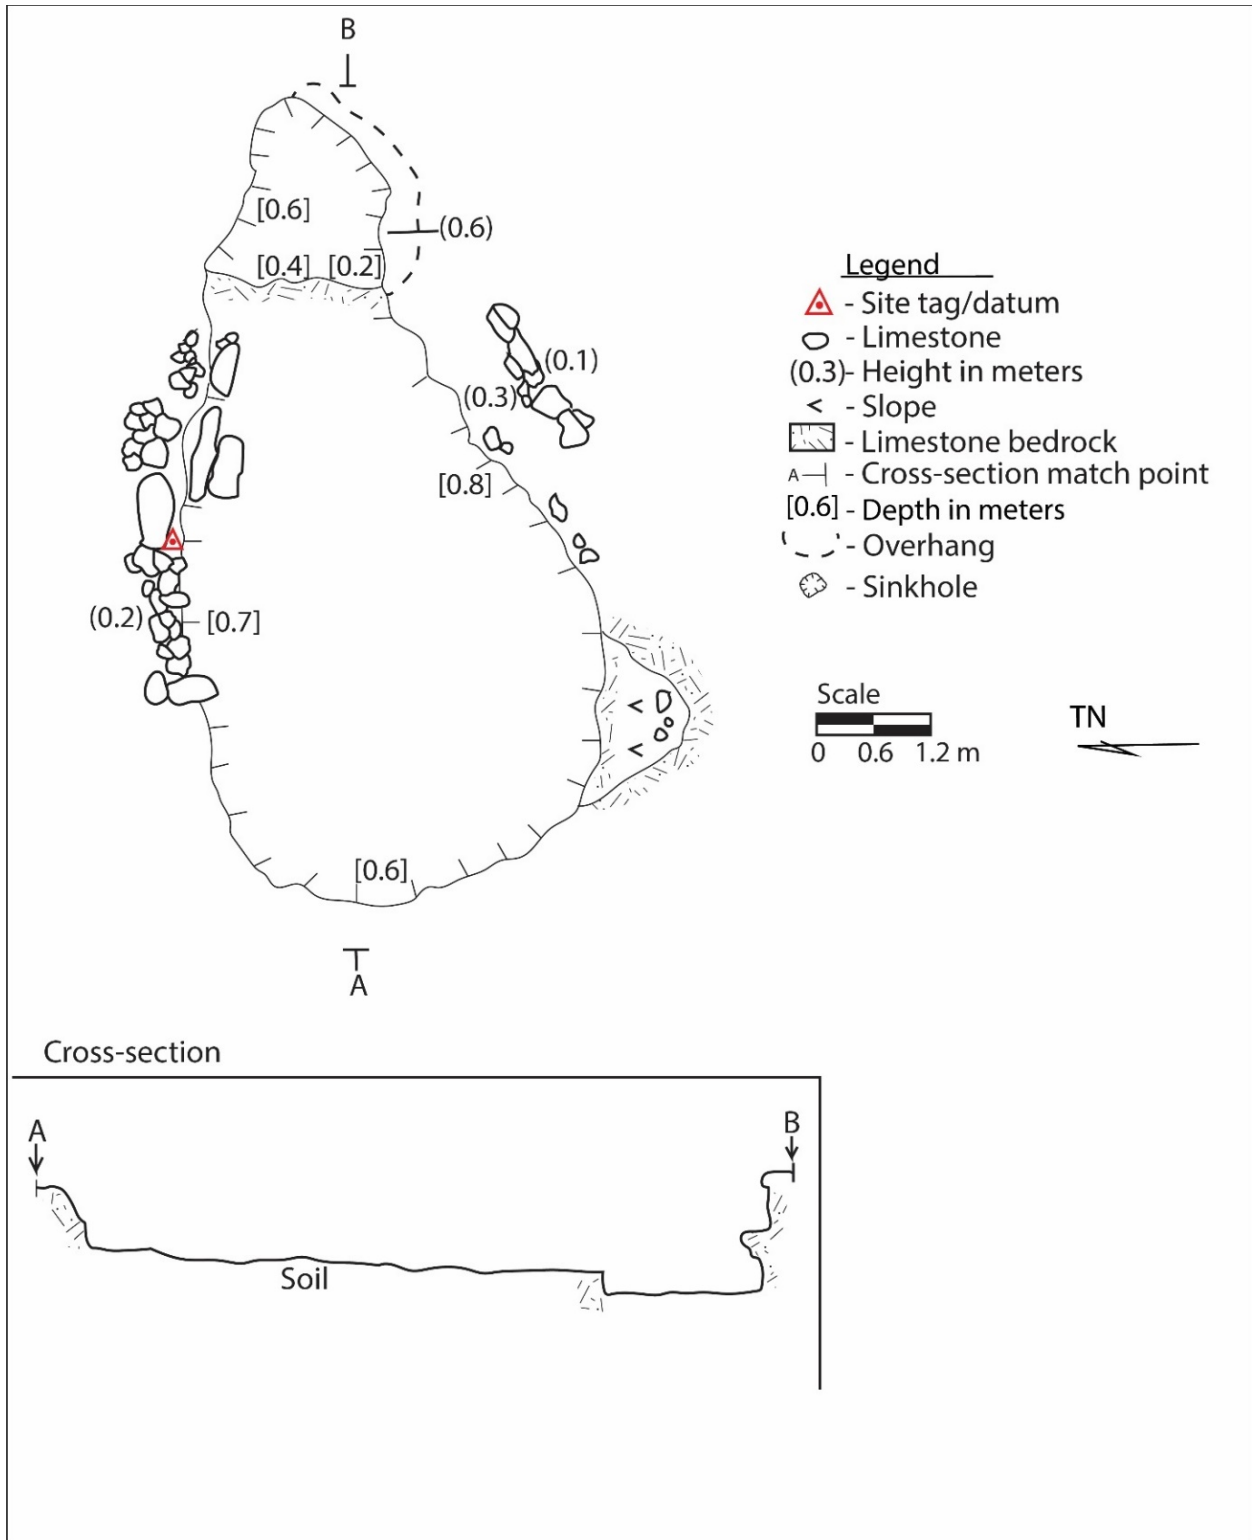 B
[0.6]
(0.6)
[0.4] [0.2]
(0.1)
(0.3)
[0.8]
(0.2) [0.7]
[0.6]
A
Legend
- Site tag/datum
- Limestone
(0.3)- Height in meters
< - Slope
- Limestone bedrock
A - Cross-section match point
[0.6] - Depth in meters
- Overhang
- Sinkhole
Scale
0 0.6 1.2 m
TN
Cross-section
A
B
Soil